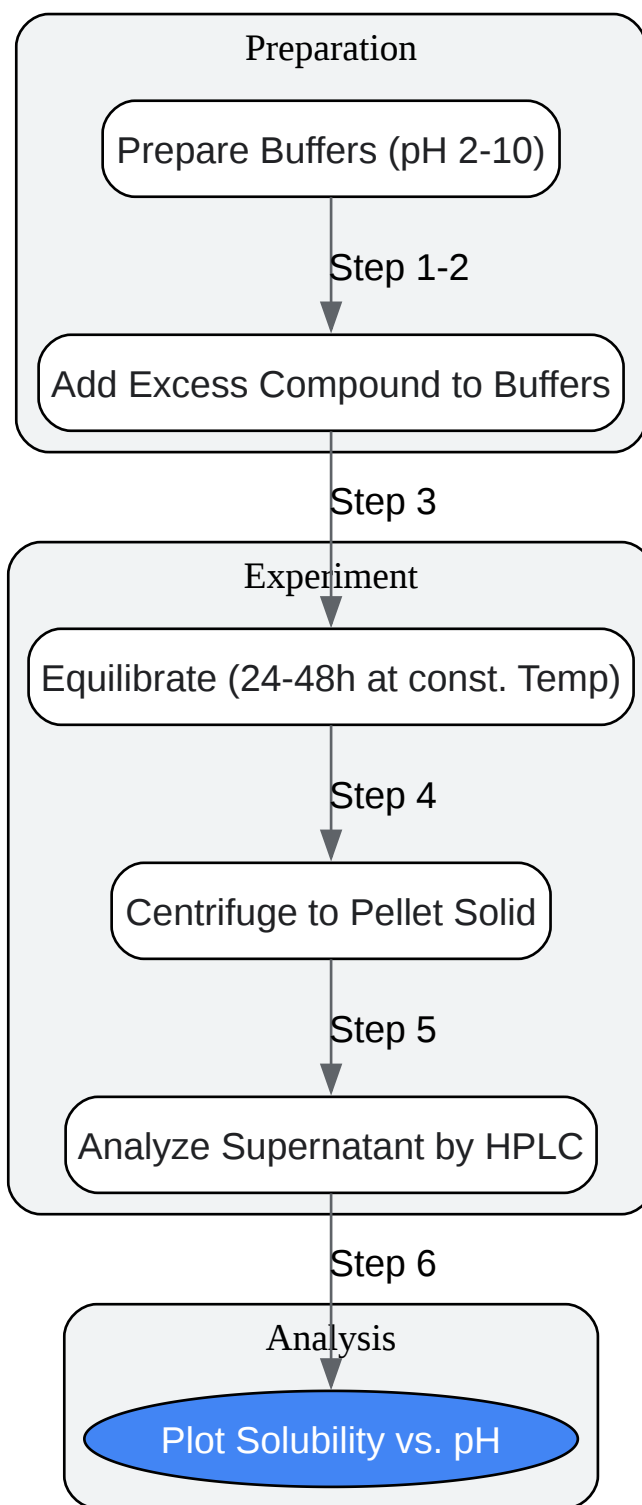 Preparation
Prepare Buffers (pH 2-10)
Step 1-2
Add Excess Compound to Buffers
Step 3
Experiment
Equilibrate (24-48h at const. Temp)
Step 4
Centrifuge to Pellet Solid
Step 5
Analyze Supernatant by HPLC
Step 6
Analysis
Plot Solubility vs. pH